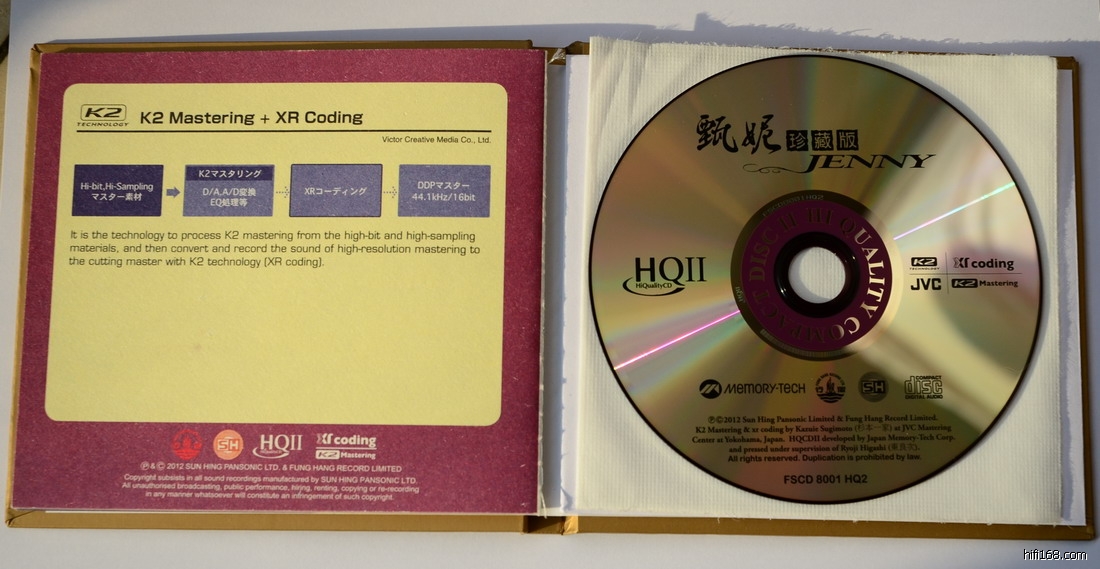 K2
TECHNOLOGY
K2 Mastering + XR Coding
Victor Creative Media Co., Ltd.
Hi-bit,Hi-Sampling
マスター素材
K2マスタリング
D/A,A/D変換
EQ処理等
XRコーディング
DDPマスター
44.1kHz/16bit
It is the technology to process K2 mastering from the high-bit and high-sampling
materials, and then convert and record the sound of high-resolution mastering to
the cutting master with K2 technology (XR coding).
SH
HQII
HiQualityCD
xr coding
K2 Mastering
℗&© 2012 SUN HING PANSONIC LTD. & FUNG HANG RECORD LIMITED
Copyright subsists in all sound recordings manufactured by SUN HING PANSONIC LTD.
All unauthorised broadcasting, public performance, hiring, renting, copying or re-recording
in any manner whatsoever will constitute an infringement of such copyright.
甄妮 珍藏版
JENNY
HI QUALITY COMPACT DISC II
HQII
HiQualityCD
K2
TECHNOLOGY
xr coding
JVC
K2 Mastering
MEMORY-TECH
SH
COMPACT
disc
DIGITAL AUDIO
℗©2012 Sun Hing Pansonic Limited & Fung Hang Record Limited.
K2 Mastering & xr coding by Kazuie Sugimoto (杉本一家) at JVC Mastering
Center at Yokohama, Japan. HQCDII developed by Japan Memory-Tech Corp.
and pressed under supervision of Ryoji Higashi (東良次).
All rights reserved. Duplication is prohibited by law.
FSCD 8001 HQ2
hifi168.com